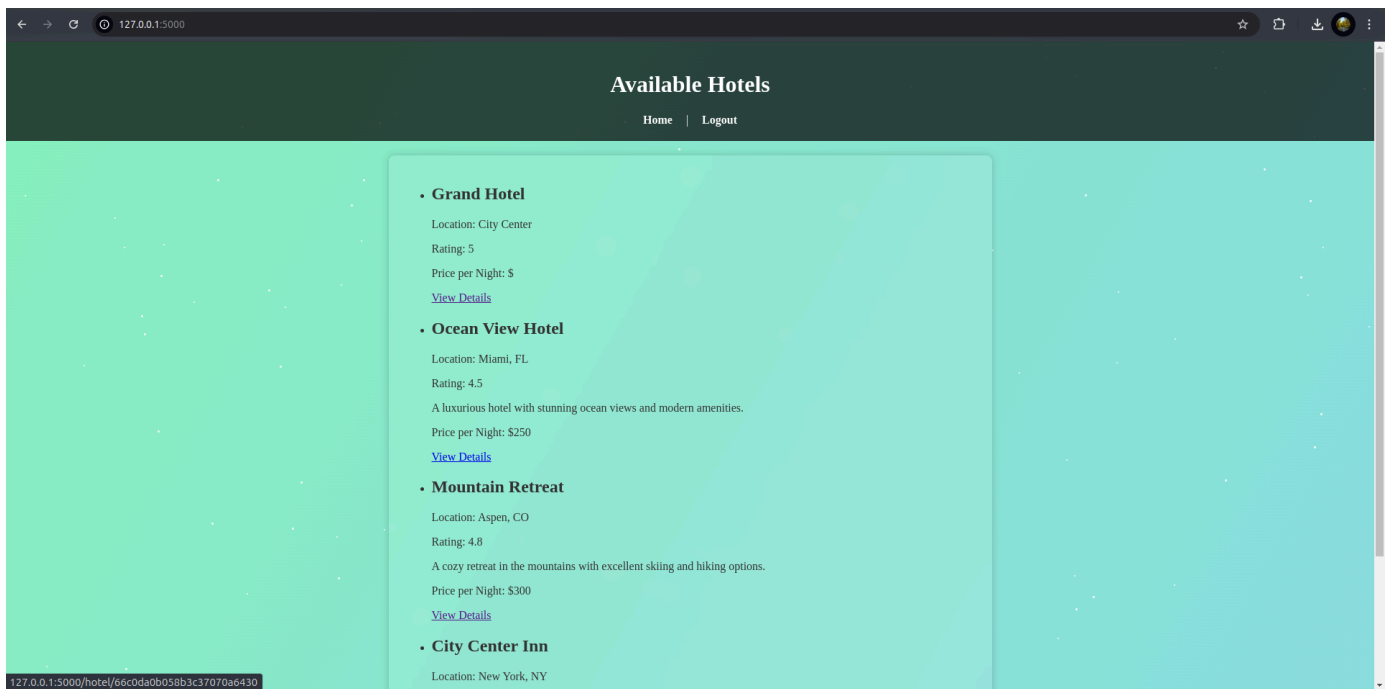 127.0.0.1:5000
Available Hotels
Home | Logout
Grand Hotel
Location: City Center
Rating: 5
Price per Night: $
View Details
Ocean View Hotel
Location: Miami, FL
Rating: 4.5
A luxurious hotel with stunning ocean views and modern amenities.
Price per Night: $250
View Details
Mountain Retreat
Location: Aspen, CO
Rating: 4.8
A cozy retreat in the mountains with excellent skiing and hiking options.
Price per Night: $300
View Details
City Center Inn
Location: New York, NY
127.0.0.1:5000/hotel/66c0da0b058b3c37070a6430